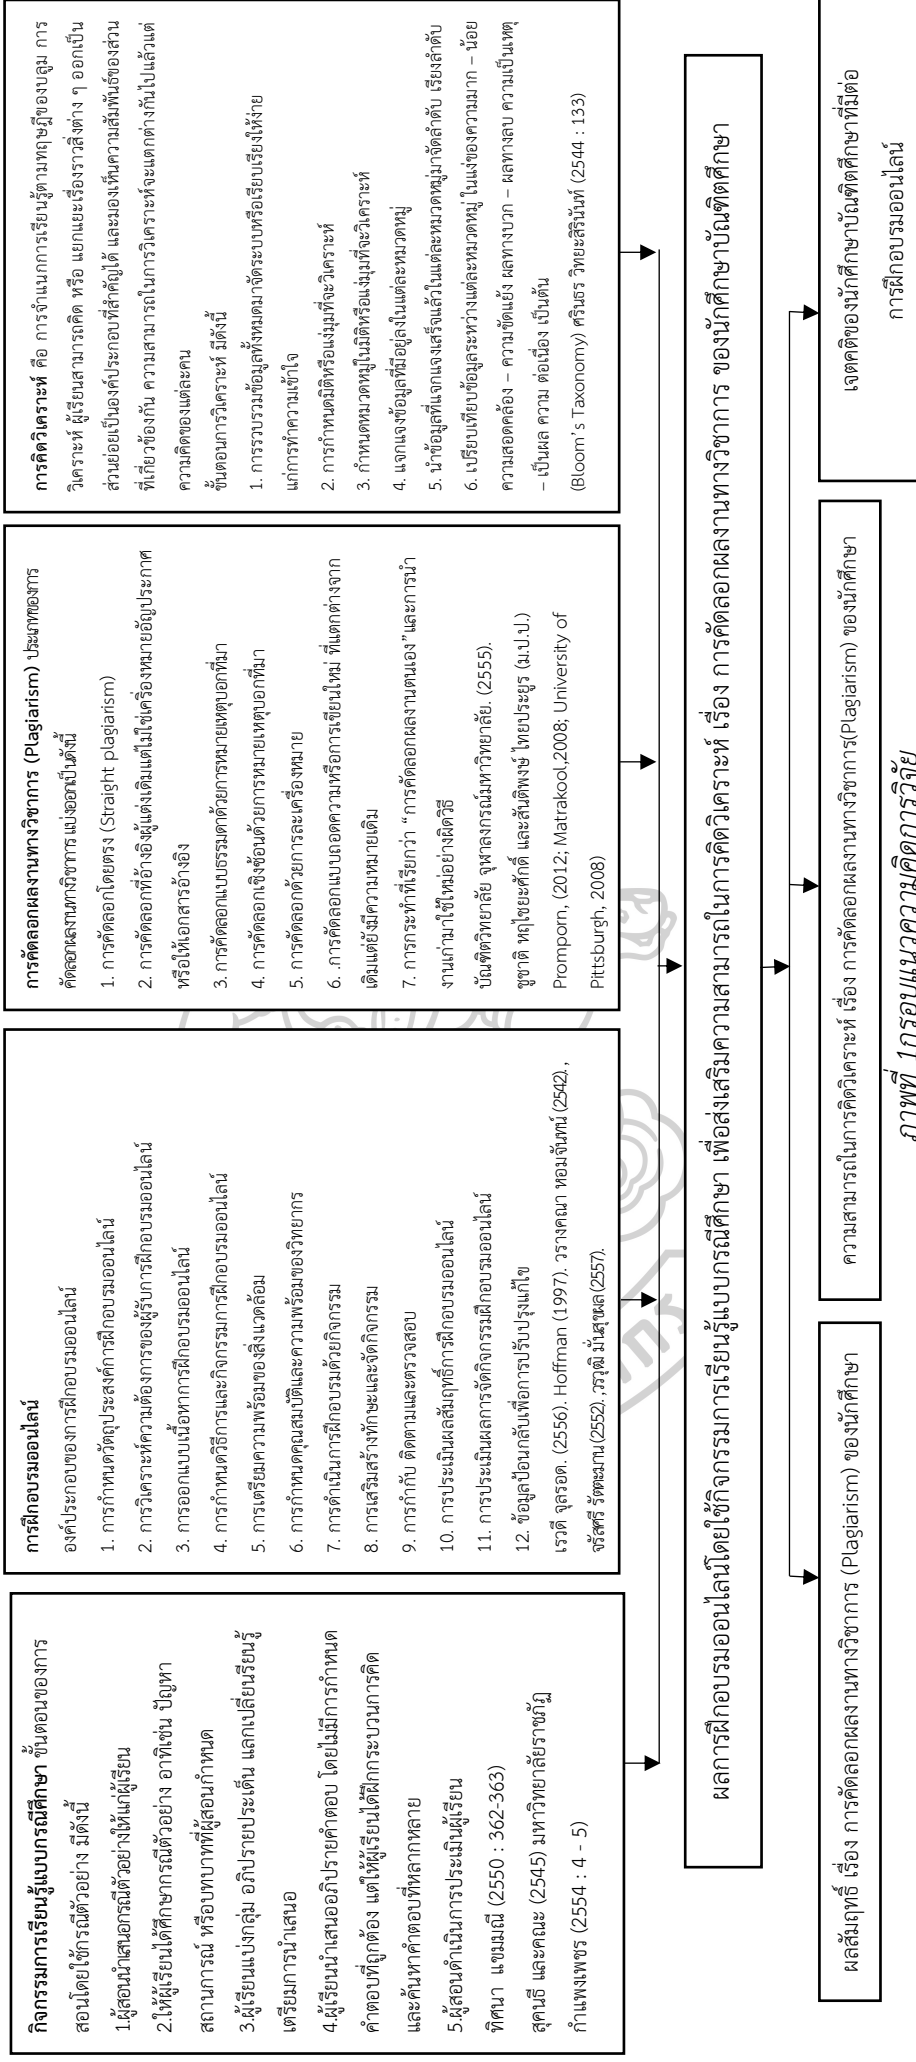 กิจกรรมการเรียนรู้แบบกรณีศึกษา ขั้นตอนของการ
สอนโดยใช้กรณีตัวอย่าง มีดังนี้
1.ผู้สอนนำเสนอกรณีตัวอย่างให้แก่ผู้เรียน
2.ให้ผู้เรียนได้ศึกษากรณีตัวอย่าง อาทิเช่น ปัญหา
สถานการณ์ หรือบทบาทที่ผู้สอนกำหนด
3.ผู้เรียนแบ่งกลุ่ม อภิปรายประเด็น แลกเปลี่ยนเรียนรู้
เตรียมการนำเสนอ
4.ผู้เรียนนำเสนออภิปรายคำตอบ โดยไม่มีการกำหนด
คำตอบที่ถูกต้อง แต่ให้ผู้เรียนได้ฝึกกระบวนการคิด
และค้นหาคำตอบที่หลากหลาย
5.ผู้สอนดำเนินการประเมินผู้เรียน
ทิศนา แขมมณี (2550 : 362-363)
สุคนธี และคณะ (2545) มหาวิทยาลัยราชภัฏ
กำแพงเพชร (2554 : 4 - 5)
การฝึกอบรมออนไลน์
องค์ประกอบของการฝึกอบรมออนไลน์
1. การกำหนดวัตถุประสงค์การฝึกอบรมออนไลน์
2. การวิเคราะห์ความต้องการของผู้รับการฝึกอบรมออนไลน์
3. การออกแบบเนื้อหาการฝึกอบรมออนไลน์
4. การกำหนดวิธีการและกิจกรรมการฝึกอบรมออนไลน์
5. การเตรียมความพร้อมของสิ่งแวดล้อม
6. การกำหนดคุณสมบัติและความพร้อมของวิทยากร
7. การดำเนินการฝึกอบรมด้วยกิจกรรม
8. การเสริมสร้างทักษะและจัดกิจกรรม
9. การกำกับ ติดตามและตรวจสอบ
10. การประเมินผลสัมฤทธิ์การฝึกอบรมออนไลน์
11. การประเมินผลการจัดกิจกรรมฝึกอบรมออนไลน์
12. ข้อมูลป้อนกลับเพื่อการปรับปรุงแก้ไข
เรวดี จุลรอด. (2556). Hoffman (1997). วรางคณา หอมจันทน์ (2542). ,
จรัสศรี รัตตะมาน (2552). ,วรวุฒิ มั่นสุขผล (2557).
การคัดลอกผลงานทางวิชาการ (Plagiarism) ประเภทของการ
คัดลอกผลงานทางวิชาการ แบ่งออกเป็นดังนี้
1. การคัดลอกโดยตรง (Straight plagiarism)
2. การคัดลอกที่อ้างอิงผู้แต่งเดิมแต่ไม่ใช่เครื่องหมายอัญประกาศ
หรือให้เอกสารอ้างอิง
3. การคัดลอกแบบธรรมดาด้วยการหมายเหตุบอกที่มา
4. การคัดลอกเชิงซ้อนด้วยการหมายเหตุบอกที่มา
5. การคัดลอกด้วยการละเครื่องหมาย
6. .การคัดลอกแบบถอดความหรือการเขียนใหม่ ที่แตกต่างจาก
เดิมแต่ยังมีความหมายเดิม
7. การกระทำที่เรียกว่า “การคัดลอกผลงานตนเอง”และการนำ
งานเก่ามาใช้ใหม่อย่างผิดวิธี
บัณฑิตวิทยาลัย จุฬาลงกรณ์มหาวิทยาลัย. (2555).
ชูชาติ หฤไชยะศักดิ์ และสันติพงษ์ ไทยประยูร (ม.ป.ป.)
Promporn, (2012; Matrakool,2008; University of
Pittsburgh, 2008)
การคิดวิเคราะห์ คือ การจำแนกการเรียนรู้ตามทฤษฎีของบลูม การ
วิเคราะห์ ผู้เรียนสามารถคิด หรือ แยกแยะเรื่องราวสิ่งต่าง ๆ ออกเป็น
ส่วนย่อยเป็นองค์ประกอบที่สำคัญได้ และมองเห็นความสัมพันธ์ของส่วน
ที่เกี่ยวข้องกัน ความสามารถในการวิเคราะห์จะแตกต่างกันไปแล้วแต่
ความคิดของแต่ละคน
ขั้นตอนการวิเคราะห์ มีดังนี้
1. การรวบรวมข้อมูลทั้งหมดมาจัดระบบหรือเรียบเรียงให้ง่าย
แก่การทำความเข้าใจ
2. การกำหนดมิติหรือแง่มุมที่จะวิเคราะห์
3. กำหนดหมวดหมู่ในมิติหรือแง่มุมที่จะวิเคราะห์
4. แจกแจงข้อมูลที่มีอยู่ลงในแต่ละหมวดหมู่
5. นำข้อมูลที่แจกแจงเสร็จแล้วในแต่ละหมวดหมู่มาจัดลำดับ เรียงลำดับ
6. เปรียบเทียบข้อมูลระหว่างแต่ละหมวดหมู่ ในแง่ของความมาก – น้อย
ความสอดคล้อง – ความขัดแย้ง ผลทางบวก – ผลทางลบ ความเป็นเหตุ
– เป็นผล ความ ต่อเนื่อง เป็นต้น
(Bloom's Taxonomy) ศรินธร วิทยะสิรินันท์ (2544 : 133)
ผลการฝึกอบรมออนไลน์โดยใช้กิจกรรมการเรียนรู้แบบกรณีศึกษา เพื่อส่งเสริมความสามารถในการคิดวิเคราะห์ เรื่อง การคัดลอกผลงานทางวิชาการ ของนักศึกษาบัณฑิตศึกษา
ผลสัมฤทธิ์ เรื่อง การคัดลอกผลงานทางวิชาการ (Plagiarism) ของนักศึกษา
ความสามารถในการคิดวิเคราะห์ เรื่อง การคัดลอกผลงานทางวิชาการ(Plagiarism) ของนักศึกษา
เจตคติของนักศึกษาบัณฑิตศึกษาที่มีต่อ
การฝึกอบรมออนไลน์
ภาพที่ 1กรอบแนวความคิดการวิจัย